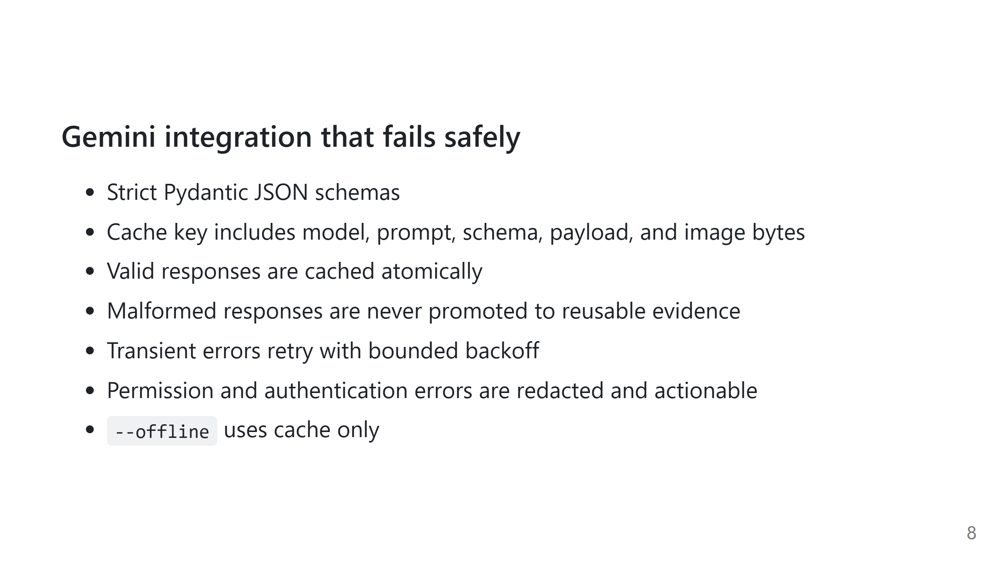 Gemini integration that fails safely
• Strict Pydantic JSON schemas
• Cache key includes model, prompt, schema, payload, and image bytes
• Valid responses are cached atomically
• Malformed responses are never promoted to reusable evidence
• Transient errors retry with bounded backoff
• Permission and authentication errors are redacted and actionable
• --offline uses cache only
8